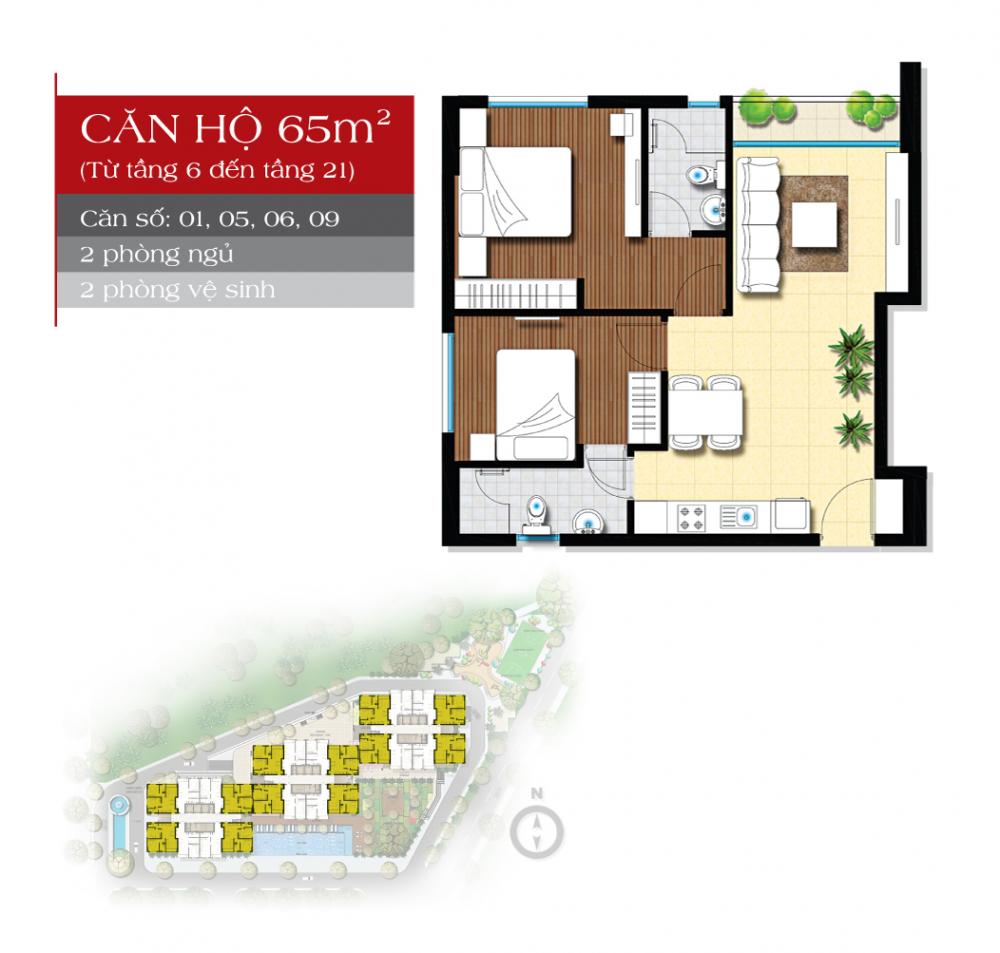 CĂN HỘ 65m²
(Từ tầng 6 đến tầng 21)
Căn số: 01, 05, 06, 09
2 phòng ngủ
2 phòng vệ sinh
N